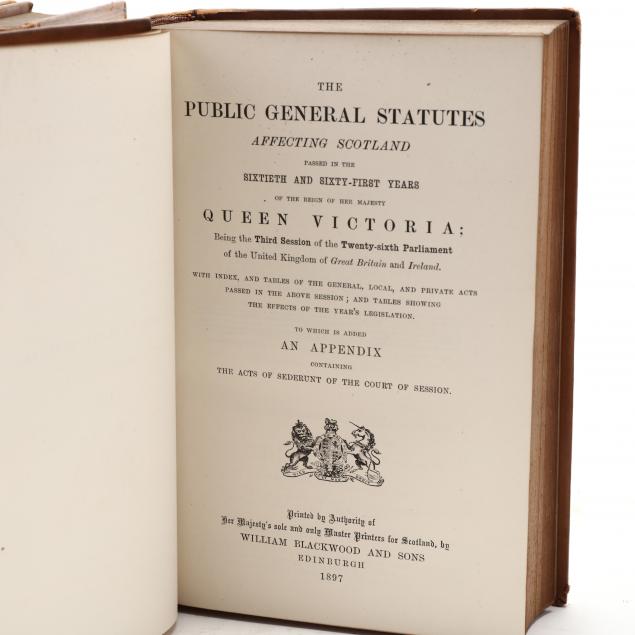 THE
PUBLIC GENERAL STATUTES
AFFECTING SCOTLAND
PASSED IN THE
SIXTIETH AND SIXTY-FIRST YEARS
OF THE REIGN OF HER MAJESTY
QUEEN VICTORIA;
Being the Third Session of the Twenty-sixth Parliament
of the United Kingdom of Great Britain and Ireland.
WITH INDEX, AND TABLES OF THE GENERAL, LOCAL, AND PRIVATE ACTS
PASSED IN THE ABOVE SESSION; AND TABLES SHOWING
THE EFFECTS OF THE YEAR'S LEGISLATION.
TO WHICH IS ADDED
AN APPENDIX
CONTAINING
THE ACTS OF SEDERUNT OF THE COURT OF SESSION.
Printed by Authority of
Her Majesty's sole and only Master Printers for Scotland, by
WILLIAM BLACKWOOD AND SONS
EDINBURGH
1897